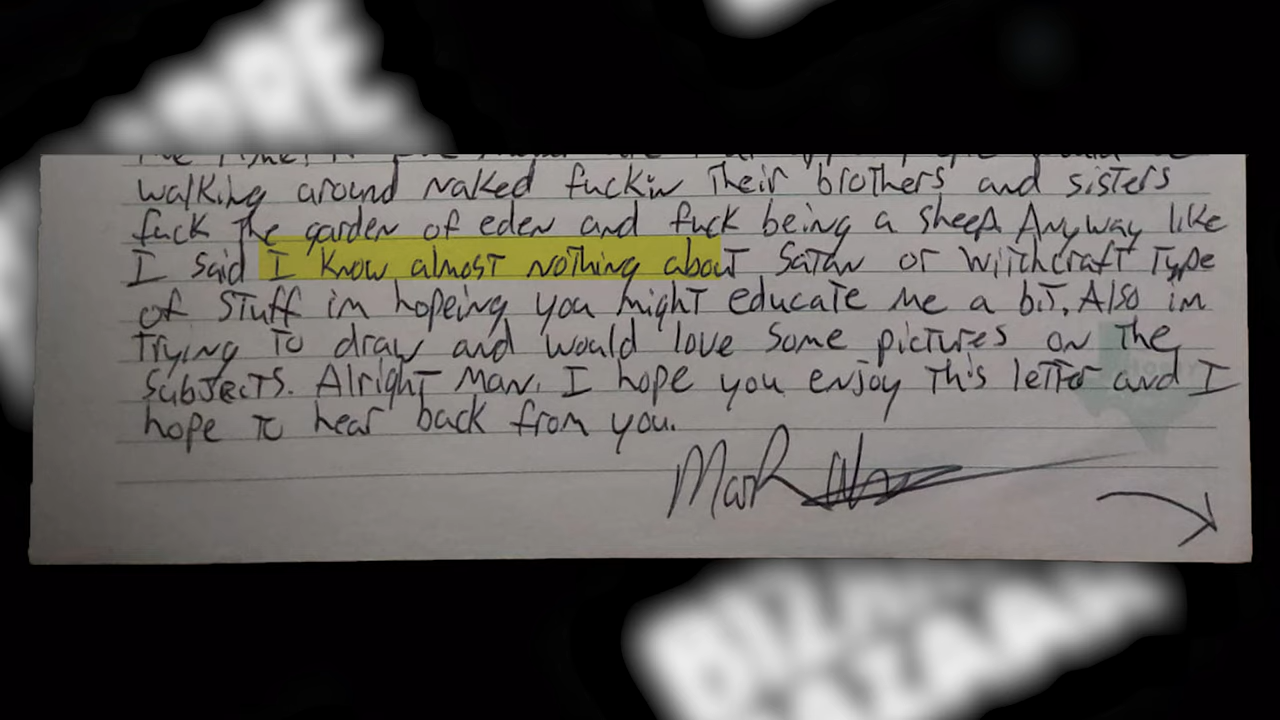 walking around naked fuckin their brothers and sisters
fuck the garden of eden and fuck being a sheep. Anyway like
I said I know almost nothing about Satan or witchcraft type
of stuff im hopeing you might educate me a bit. Also im
trying to draw and would love some pictures on the
subjects. Alright man. I hope you enjoy this letter and I
hope to hear back from you.
Mark